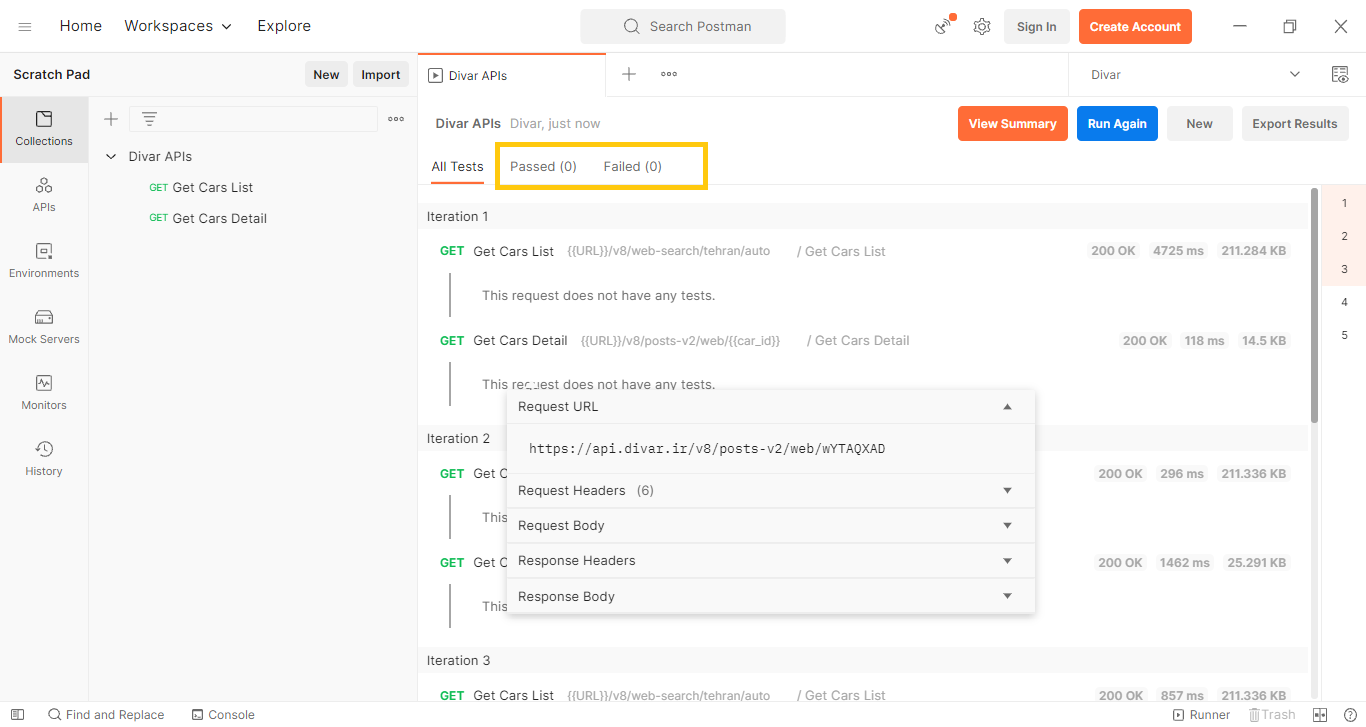 Home Workspaces Explore Search Postman Sign In Create Account
Scratch Pad New Import Divar APIs Divar
Collections
APIs
Environments
Mock Servers
Monitors
History
Divar APIs
GET Get Cars List
GET Get Cars Detail
Divar APIs Divar, just now View Summary Run Again New Export Results
All Tests Passed (0) Failed (0)
Iteration 1
GET Get Cars List {{URL}}/v8/web-search/tehran/auto / Get Cars List 200 OK 4725 ms 211.284 KB
This request does not have any tests.
GET Get Cars Detail {{URL}}/v8/posts-v2/web/{{car_id}} / Get Cars Detail 200 OK 118 ms 14.5 KB
This request does not have any tests.
Request URL
https://api.divar.ir/v8/posts-v2/web/wYTAQXAD
Request Headers (6)
Request Body
Response Headers
Response Body
Iteration 2
GET Get C 200 OK 296 ms 211.336 KB
This
GET Get C 200 OK 1462 ms 25.291 KB
This
Iteration 3
GET Get Cars List {{URL}}/v8/web-search/tehran/auto / Get Cars List 200 OK 857 ms 211.336 KB
1
2
3
4
5
Find and Replace Console Runner Trash